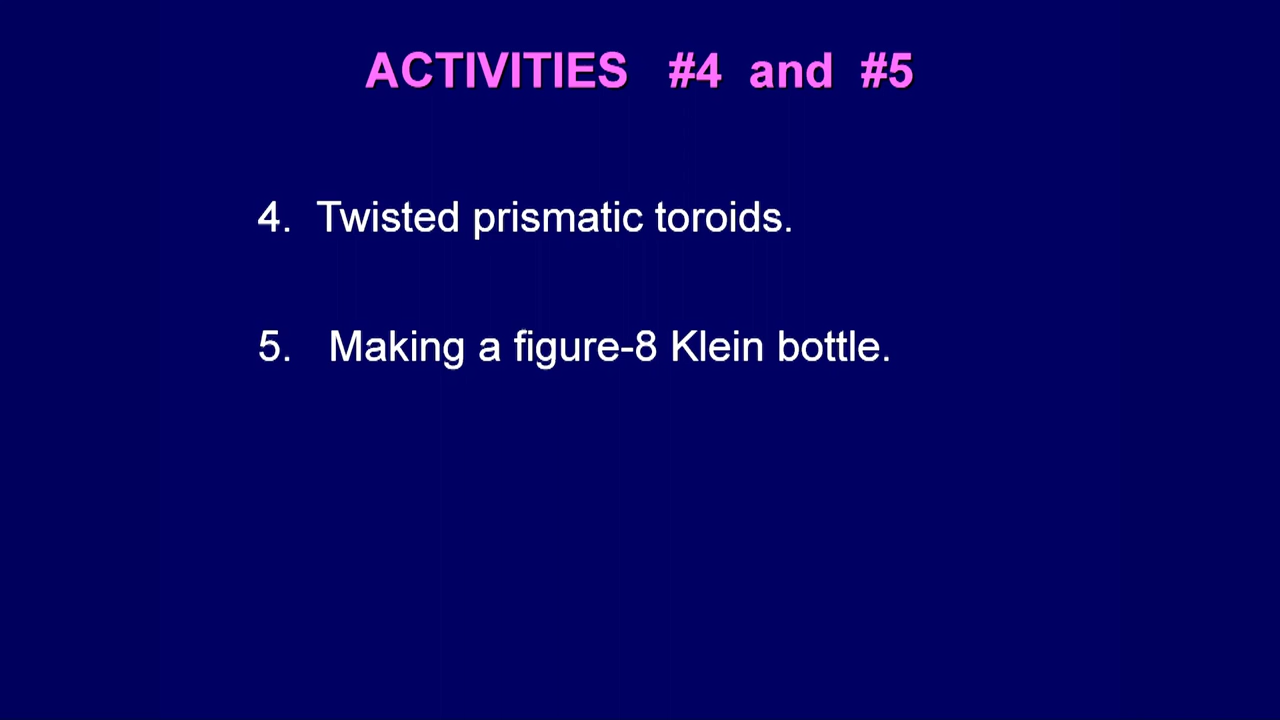 ACTIVITIES #4 and #5
4. Twisted prismatic toroids.
5. Making a figure-8 Klein bottle.